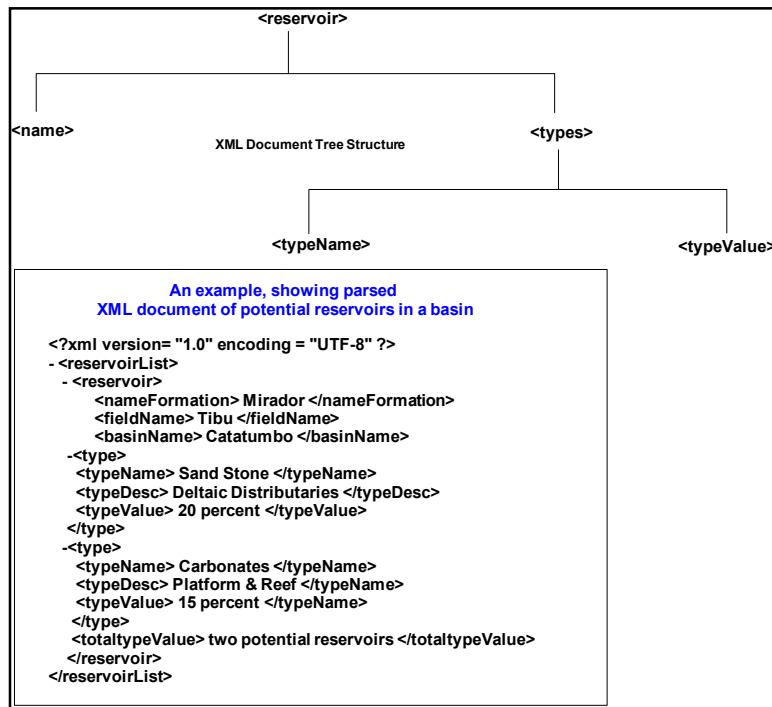 <reservoir>
<name>
<types>
XML Document Tree Structure
<typeName>
<typeValue>
An example, showing parsed
XML document of potential reservoirs in a basin
<?xml version= "1.0" encoding = "UTF-8" ?>
- <reservoirList>
- <reservoir>
<nameFormation> Mirador </nameFormation>
<fieldName> Tibu </fieldName>
<basinName> Catatumbo </basinName>
-<type>
<typeName> Sand Stone </typeName>
<typeDesc> Deltaic Distributaries </typeDesc>
<typeValue> 20 percent </typeValue>
</type>
-<type>
<typeName> Carbonates </typeName>
<typeDesc> Platform & Reef </typeName>
<typeValue> 15 percent </typeName>
</type>
<totaltypeValue> two potential reservoirs </totaltypeValue>
</reservoir>
</reservoirList>